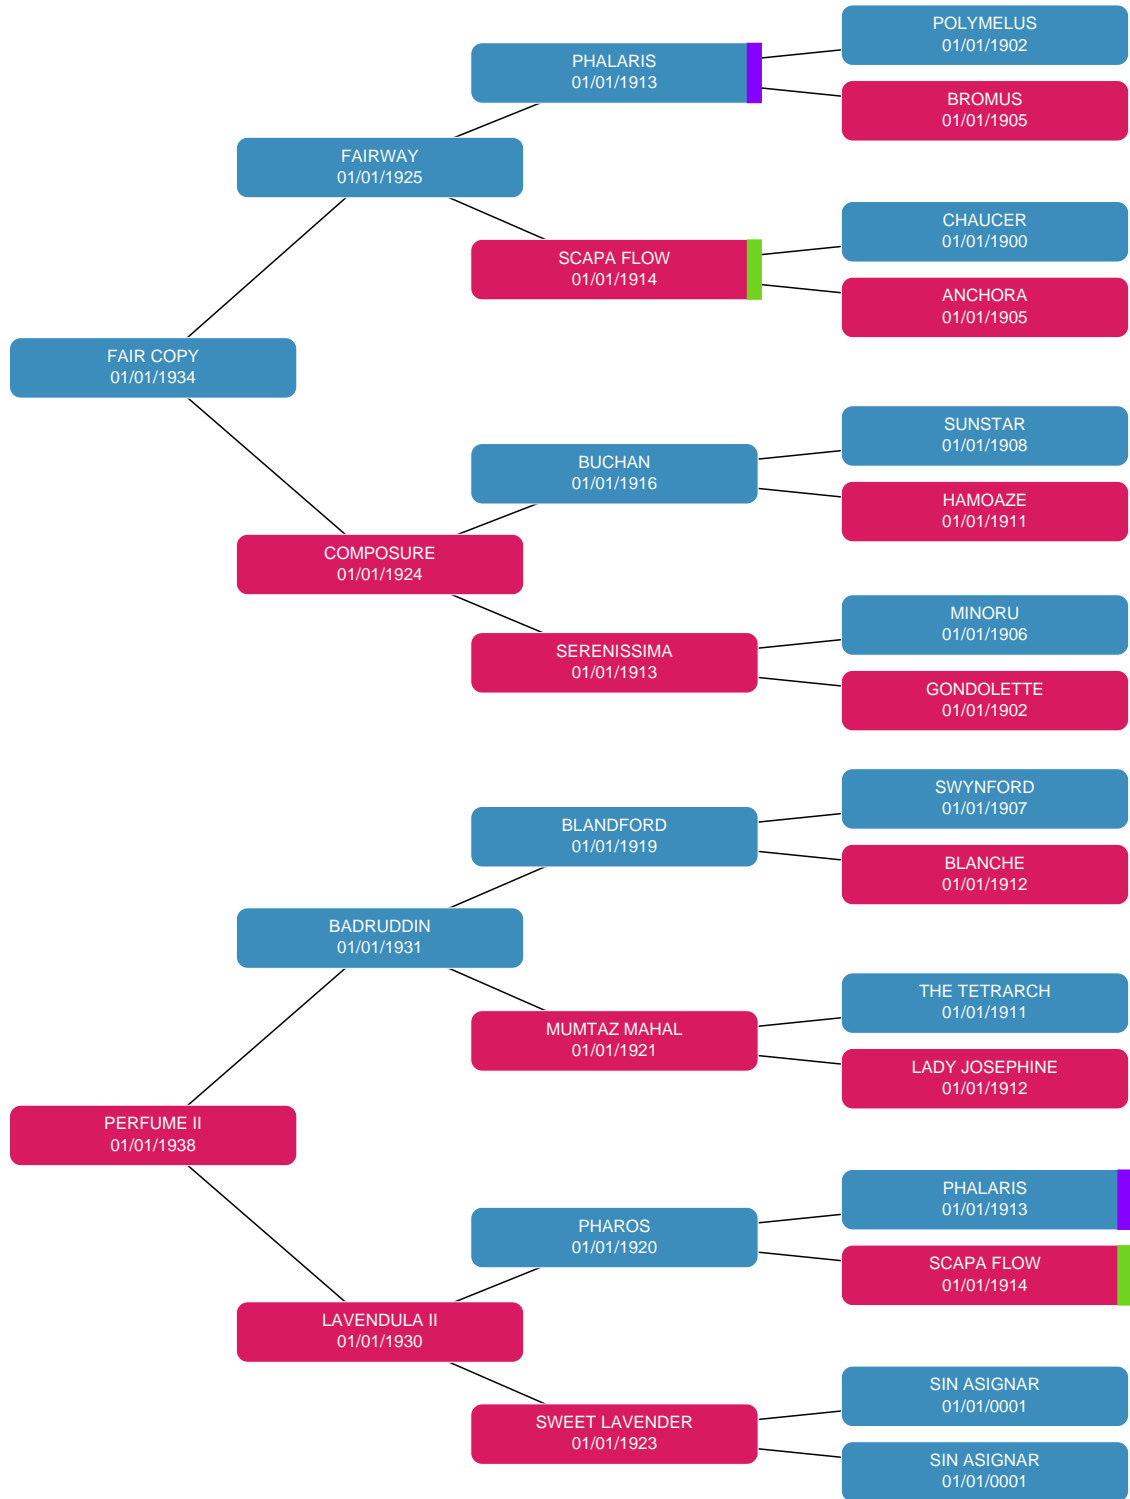 POLYMELUS
01/01/1902
PHALARIS
01/01/1913
BROMUS
01/01/1905
FAIRWAY
01/01/1925
CHAUCER
01/01/1900
SCAPA FLOW
01/01/1914
ANCHORA
01/01/1905
FAIR COPY
01/01/1934
SUNSTAR
01/01/1908
BUCHAN
01/01/1916
HAMOAZE
01/01/1911
COMPOSURE
01/01/1924
MINORU
01/01/1906
SERENISSIMA
01/01/1913
GONDOLETTE
01/01/1902
SWYNFORD
01/01/1907
BLANDFORD
01/01/1919
BLANCHE
01/01/1912
BADRUDDIN
01/01/1931
THE TETRARCH
01/01/1911
MUMTAZ MAHAL
01/01/1921
LADY JOSEPHINE
01/01/1912
PERFUME II
01/01/1938
PHALARIS
01/01/1913
PHAROS
01/01/1920
SCAPA FLOW
01/01/1914
LAVENDULA II
01/01/1930
SIN ASIGNAR
01/01/0001
SWEET LAVENDER
01/01/1923
SIN ASIGNAR
01/01/0001